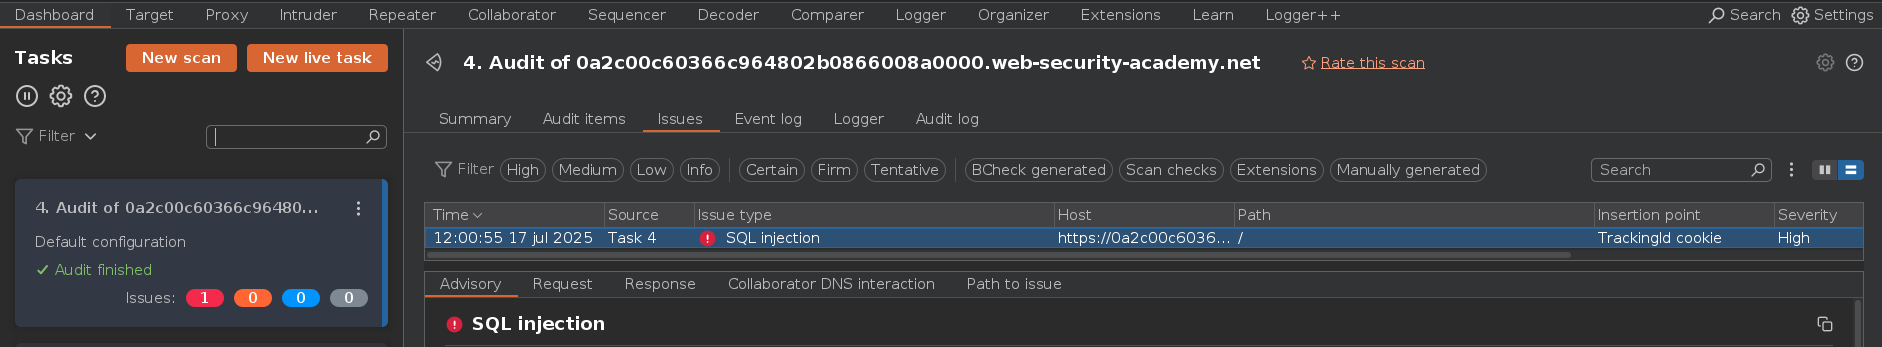 Dashboard Target Proxy Intruder Repeater Collaborator Sequencer Decoder Comparer Logger Organizer Extensions Learn Logger++ Search Settings
Tasks New scan New live task
Filter
4. Audit of 0a2c00c60366c96480...
Default configuration
Audit finished
Issues: 1 0 0 0
4. Audit of 0a2c00c60366c964802b0866008a0000.web-security-academy.net Rate this scan
Summary Audit items Issues Event log Logger Audit log
Filter High Medium Low Info Certain Firm Tentative BCheck generated Scan checks Extensions Manually generated Search
Time Source Issue type Host Path Insertion point Severity
12:00:55 17 jul 2025 Task 4 SQL injection https://0a2c00c6036... / TrackingId cookie High
Advisory Request Response Collaborator DNS interaction Path to issue
SQL injection